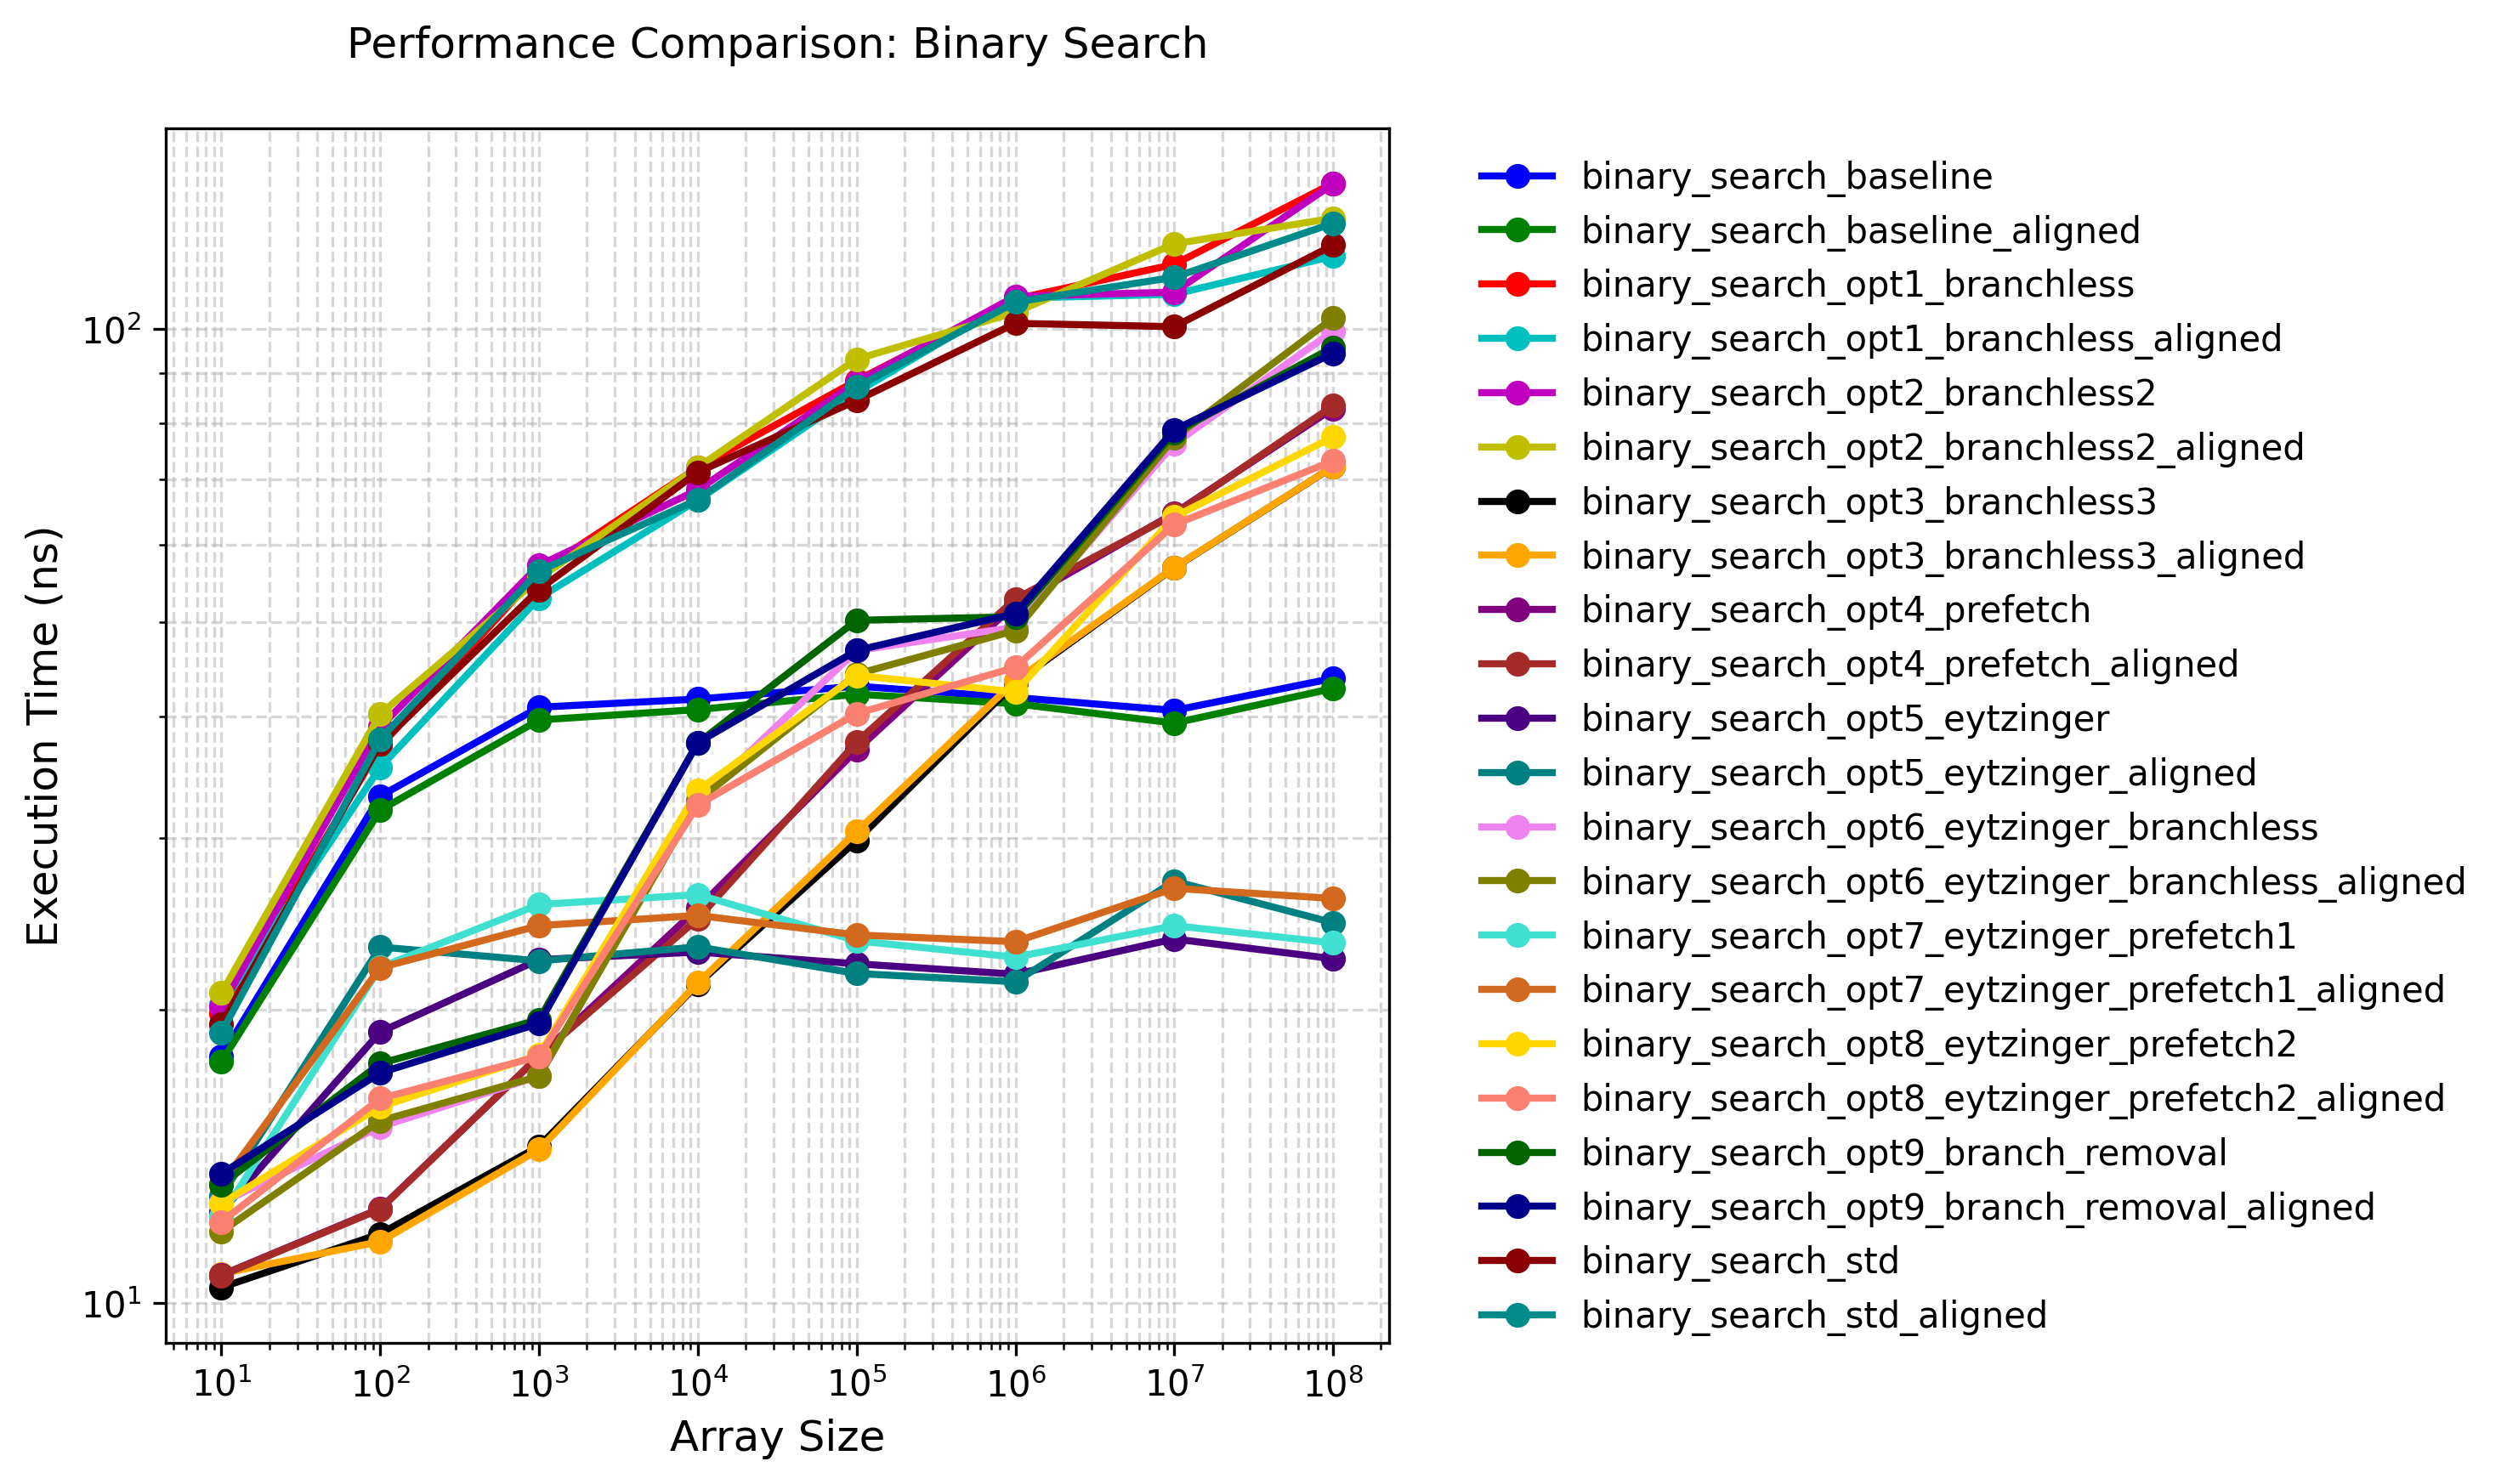 Performance Comparison: Binary Search
Execution Time (ns)
10²
10¹
10¹ 10² 10³ 10⁴ 10⁵ 10⁶ 10⁷ 10⁸
Array Size
binary_search_baseline
binary_search_baseline_aligned
binary_search_opt1_branchless
binary_search_opt1_branchless_aligned
binary_search_opt2_branchless2
binary_search_opt2_branchless2_aligned
binary_search_opt3_branchless3
binary_search_opt3_branchless3_aligned
binary_search_opt4_prefetch
binary_search_opt4_prefetch_aligned
binary_search_opt5_eytzinger
binary_search_opt5_eytzinger_aligned
binary_search_opt6_eytzinger_branchless
binary_search_opt6_eytzinger_branchless_aligned
binary_search_opt7_eytzinger_prefetch1
binary_search_opt7_eytzinger_prefetch1_aligned
binary_search_opt8_eytzinger_prefetch2
binary_search_opt8_eytzinger_prefetch2_aligned
binary_search_opt9_branch_removal
binary_search_opt9_branch_removal_aligned
binary_search_std
binary_search_std_aligned